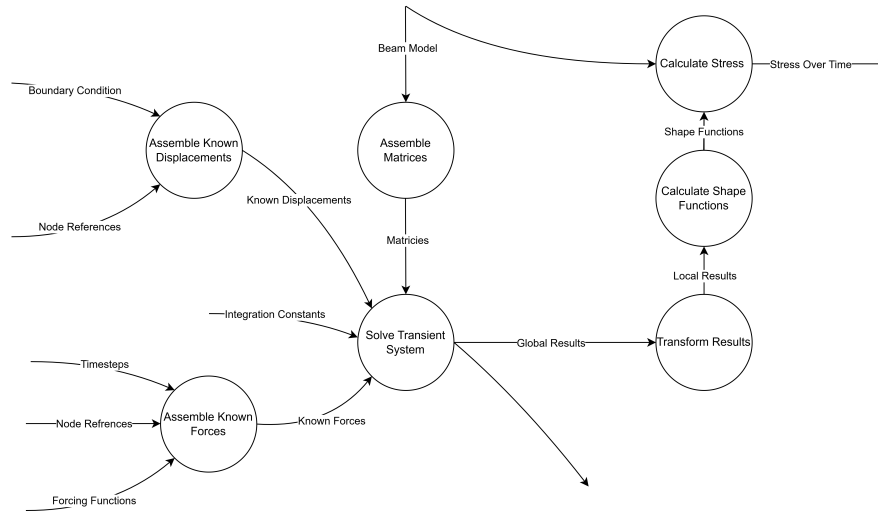 Beam Model
Calculate Stress
Stress Over Time
Boundary Condition
Assemble Known
Displacements
Assemble
Matrices
Shape Functions
Calculate Shape
Functions
Node References
Known Displacements
Matricies
Local Results
Integration Constants
Solve Transient
System
Global Results
Transform Results
Timesteps
Assemble Known
Forces
Node Refrences
Known Forces
Forcing Functions